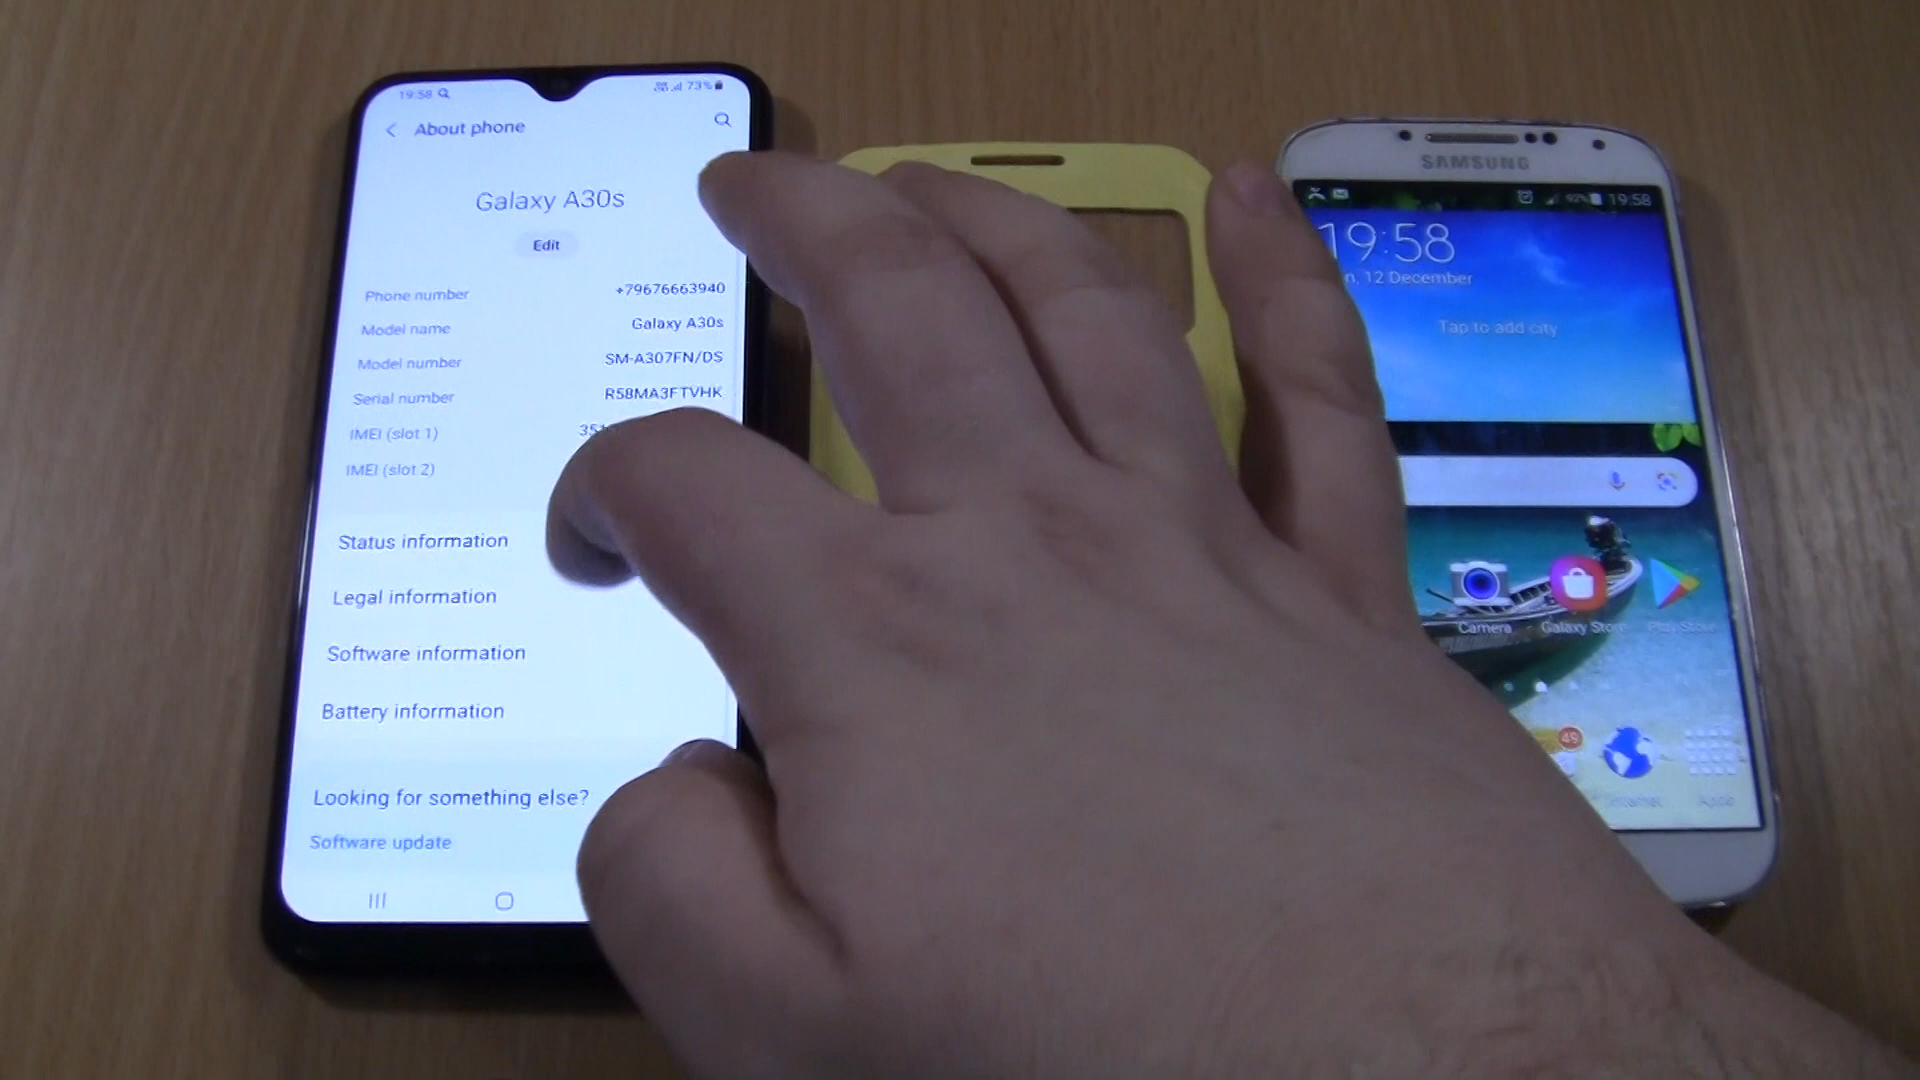 19:58
73%
About phone
Galaxy A30s
Edit
Phone number +79676663940
Model name Galaxy A30s
Model number SM-A307FN/DS
Serial number R58MA3FTVHK
IMEI (slot 1)
IMEI (slot 2)
Status information
Legal information
Software information
Battery information
Looking for something else?
Software update
SAMSUNG
92% 19:58
19:58
12 December
Tap to add city
Camera
Galaxy Store
Play Store
49
Internet
Apps